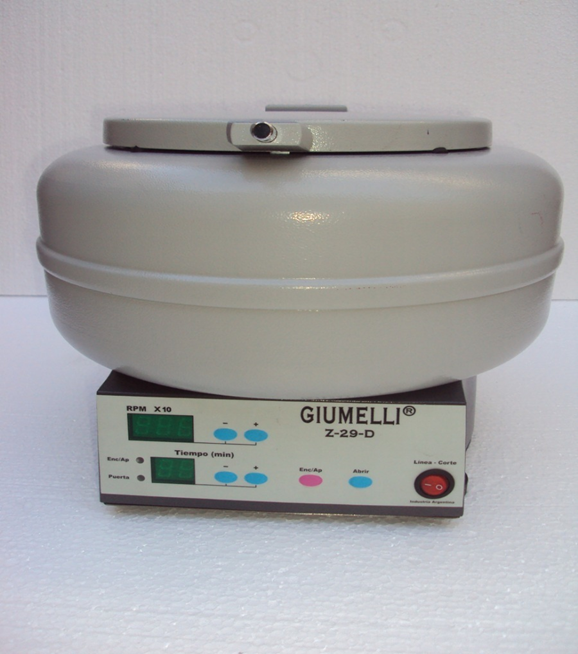 RPM X10
- +
GIUMELLI®
Z-29-D
Tiempo (min)
Enc/Ap
Puerta
- +
Enc/Ap
Abrir
Linea - Corte
Industria Argentina